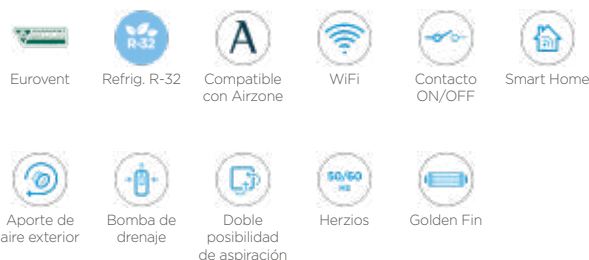 R-32
A
Eurovent
Refrig. R-32
Compatible
con Airzone
WiFi
Contacto
ON/OFF
Smart Home
50/60
HZ
Aporte de
aire exterior
Bomba de
drenaje
Doble
posibilidad
de aspiración
Herzios
Golden Fin